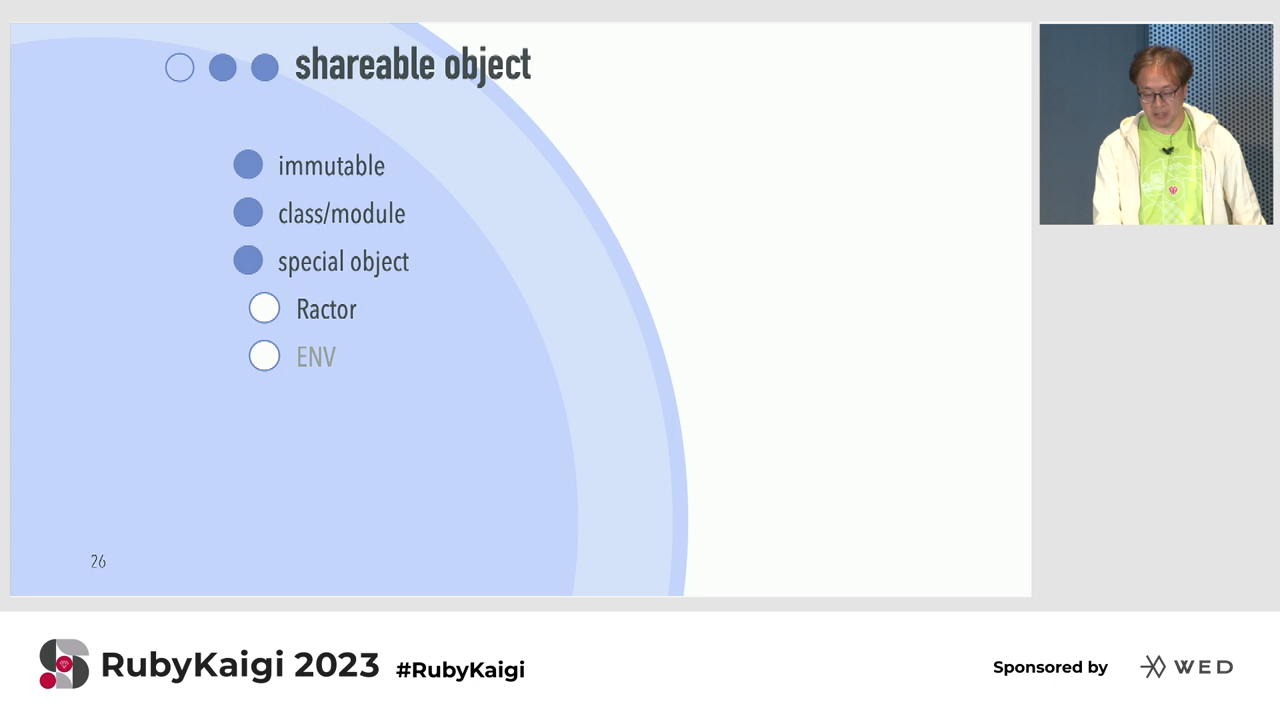 shareable object
immutable
class/module
special object
Ractor
ENV
26
RubyKaigi 2023 #RubyKaigi
Sponsored by WED